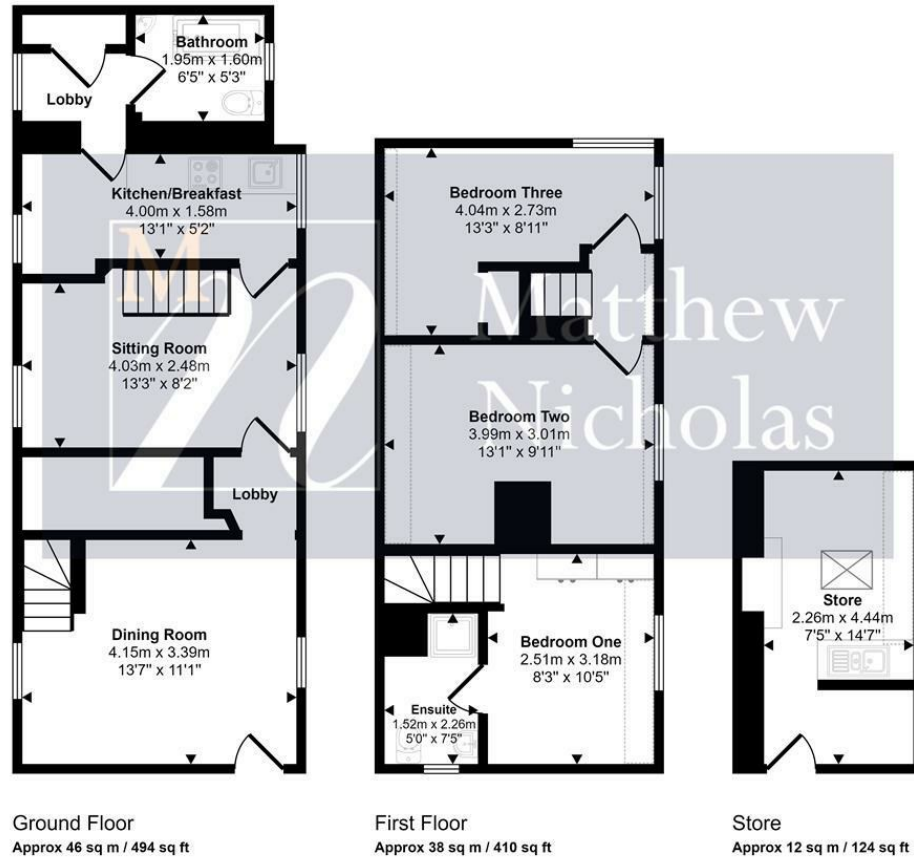 Bathroom
1.95m x 1.60m
6'5" x 5'3"
Lobby
Kitchen/Breakfast
4.00m x 1.58m
13'1" x 5'2"
Sitting Room
4.03m x 2.48m
13'3" x 8'2"
Lobby
Dining Room
4.15m x 3.39m
13'7" x 11'1"
Ground Floor
Approx 46 sq m / 494 sq ft
Bedroom Three
4.04m x 2.73m
13'3" x 8'11"
Bedroom Two
3.99m x 3.01m
13'1" x 9'11"
Bedroom One
2.51m x 3.18m
8'3" x 10'5"
Ensuite
1.52m x 2.26m
5'0" x 7'5"
First Floor
Approx 38 sq m / 410 sq ft
Store
2.26m x 4.44m
7'5" x 14'7"
Store
Approx 12 sq m / 124 sq ft
M
n
Matthew
Nicholas